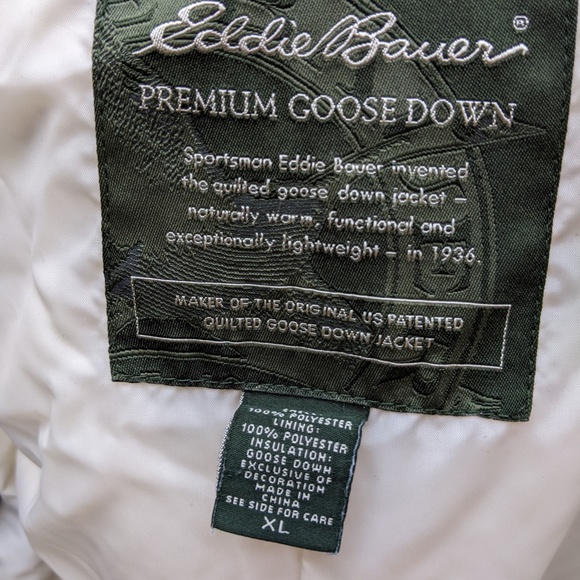 Eddie Bauer®
PREMIUM GOOSE DOWN
Sportsman Eddie Bauer invented
the quilted goose down jacket –
naturally warm, functional and
exceptionally lightweight – in 1936.
MAKER OF THE ORIGINAL US PATENTED
QUILTED GOOSE DOWN JACKET
100% POLYESTER
LINING:
100% POLYESTER
INSULATION:
GOOSE DOWN
EXCLUSIVE OF
DECORATION
MADE IN
CHINA
SEE SIDE FOR CARE
XL